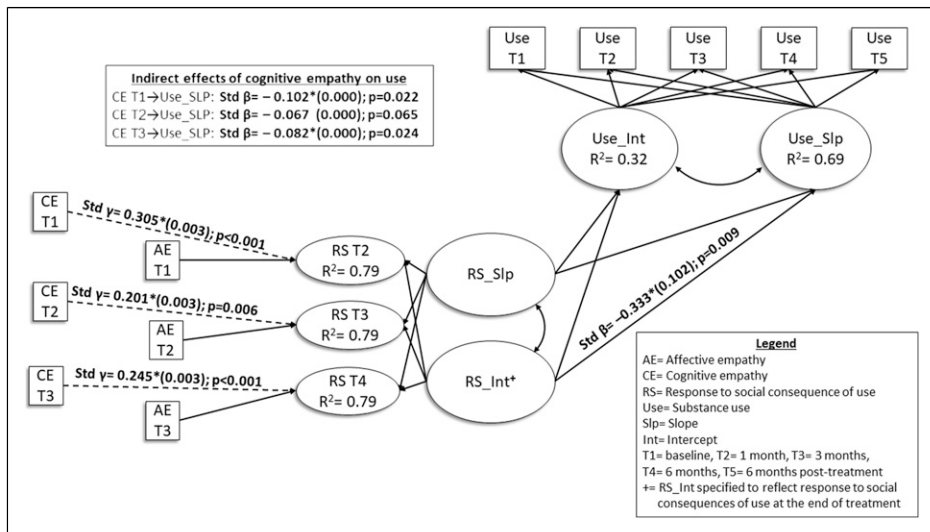 Use
T1
Use
T2
Use
T3
Use
T4
Use
T5
Indirect effects of cognitive empathy on use
CE T1→Use_SLP: Std β= – 0.102*(0.000); p=0.022
CE T2→Use_SLP: Std β= – 0.067 (0.000); p=0.065
CE T3→Use_SLP: Std β= – 0.082*(0.000); p=0.024
Use_Int
R²= 0.32
Use_Slp
R²= 0.69
CE
T1
Std γ= 0.305*(0.003); p<0.001
AE
T1
RS T2
R²= 0.79
RS_Slp
CE
T2
Std γ= 0.201*(0.003); p=0.006
AE
T2
RS T3
R²= 0.79
Std β= –0.333*(0.102); p=0.009
CE
T3
Std γ= 0.245*(0.003); p<0.001
AE
T3
RS T4
R²= 0.79
RS_Int⁺
Legend
AE= Affective empathy
CE= Cognitive empathy
RS= Response to social consequence of use
Use= Substance use
Slp= Slope
Int= Intercept
T1= baseline, T2= 1 month, T3= 3 months,
T4= 6 months, T5= 6 months post-treatment
+= RS_Int specified to reflect response to social
consequences of use at the end of treatment